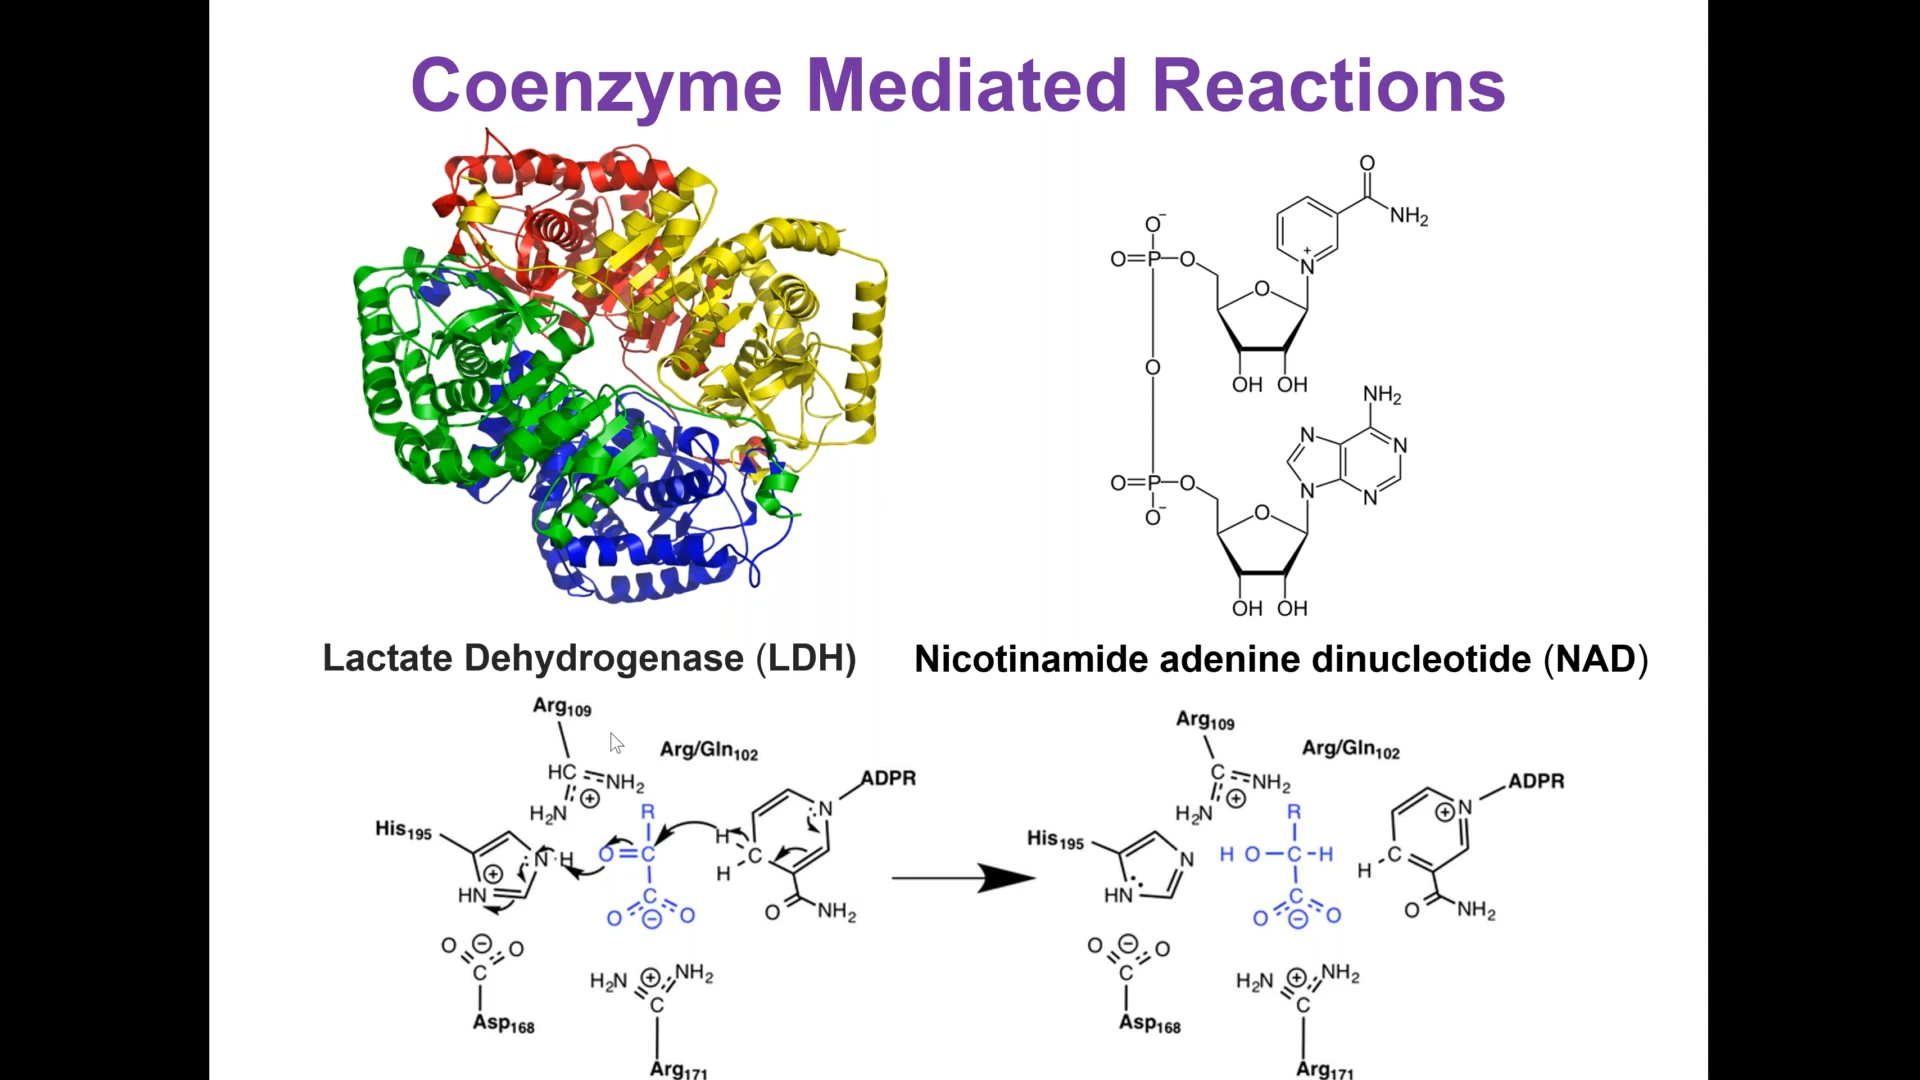 Coenzyme Mediated Reactions
O
NH₂
N
+
O⁻
O=P—O
O
OH OH
O
NH₂
N
N
N
N
O=P—O
O⁻
O
OH OH
Lactate Dehydrogenase (LDH)
Nicotinamide adenine dinucleotide (NAD)
Arg₁₀₉
Arg/Gln₁₀₂
HC
NH₂
H₂N
+
ADPR
N
R
His₁₉₅
N
H
HN
+
O=C
H
C
H
C
O
−
O
O
NH₂
O
−
O
C
Asp₁₆₈
H₂N
+
NH₂
C
Arg₁₇₁
Arg₁₀₉
Arg/Gln₁₀₂
C
NH₂
H₂N
+
ADPR
N
+
R
His₁₉₅
N
HN
H O—C-H
C
H
C
O
−
O
O
NH₂
O
−
O
C
Asp₁₆₈
H₂N
+
NH₂
C
Arg₁₇₁